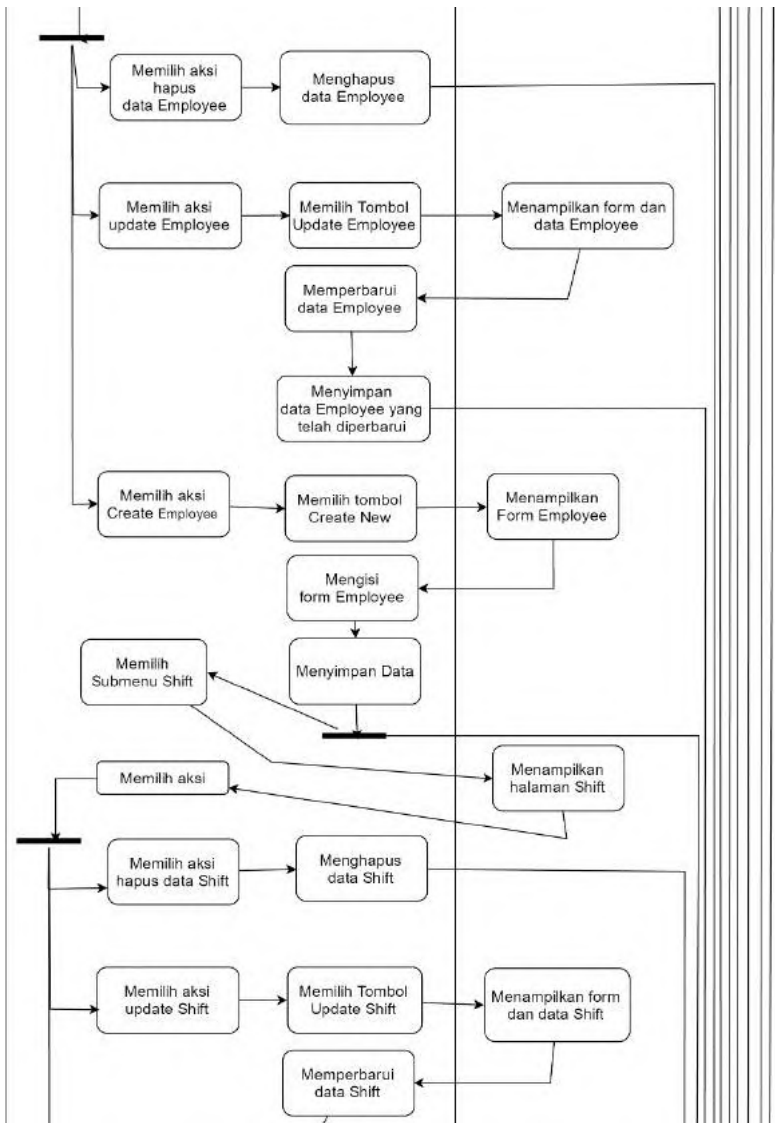 Memilih aksi
hapus
data Employee
Menghapus
data Employee
Memilih aksi
update Employee
Memilih Tombol
Update Employee
Menampilkan form dan
data Employee
Memperbarui
data Employee
Menyimpan
data Employee yang
telah diperbarui
Memilih aksi
Create Employee
Memilih tombol
Create New
Menampilkan
Form Employee
Mengisi
form Employee
Memilih
Submenu Shift
Menyimpan Data
Menampilkan
halaman Shift
Memilih aksi
Memilih aksi
hapus data Shift
Menghapus
data Shift
Memilih aksi
update Shift
Memilih Tombol
Update Shift
Menampilkan form
dan data Shift
Memperbarui
data Shift